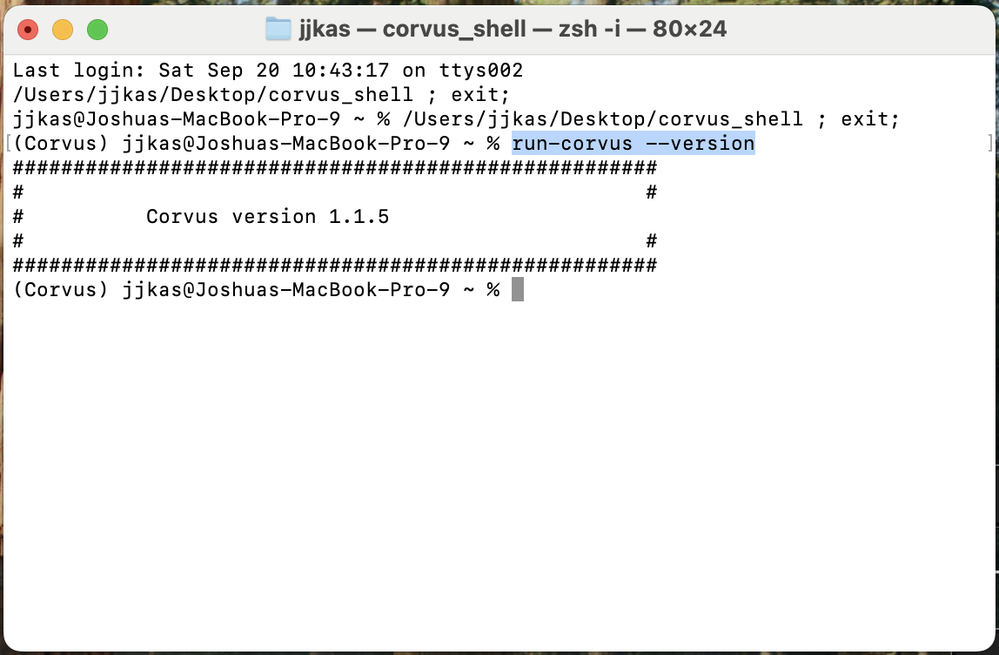 jjkas — corvus_shell — zsh -i — 80×24
Last login: Sat Sep 20 10:43:17 on ttys002
/Users/jjkas/Desktop/corvus_shell ; exit;
jjkas@Joshuas-MacBook-Pro-9 ~ % /Users/jjkas/Desktop/corvus_shell ; exit;
[(Corvus) jjkas@Joshuas-MacBook-Pro-9 ~ % run-corvus --version ]
#####################################################
#                                                   #
#          Corvus version 1.1.5
#                                                   #
#####################################################
(Corvus) jjkas@Joshuas-MacBook-Pro-9 ~ %